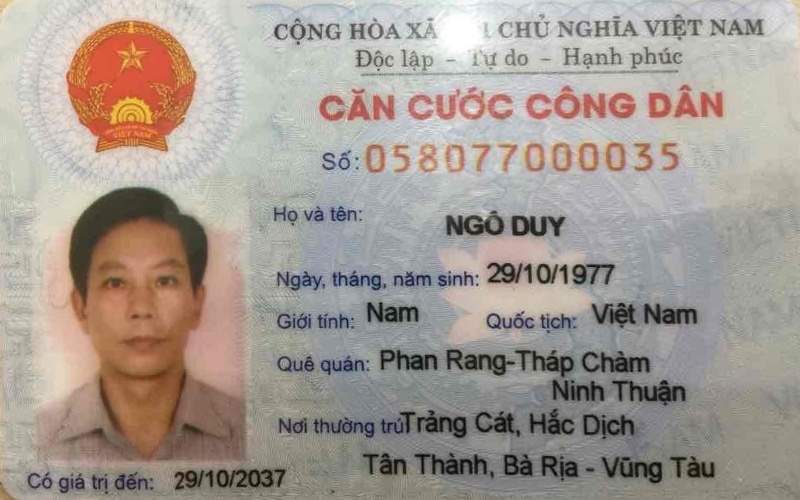 CỘNG HÒA XÃ CHỦ NGHĨA VIỆT NAM
Độc lập - Tự do - Hạnh phúc
CĂN CƯỚC CÔNG DÂN
Số: 058077000035
Họ và tên: NGÔ DUY
Ngày, tháng, năm sinh: 29/10/1977
Giới tính: Nam Quốc tịch: Việt Nam
Quê quán: Phan Rang-Tháp Chàm
Ninh Thuận
Nơi thường trú Trảng Cát, Hắc Dịch
Tân Thành, Bà Rịa - Vũng Tàu
Có giá trị đến: 29/10/2037
VIỆT NAM